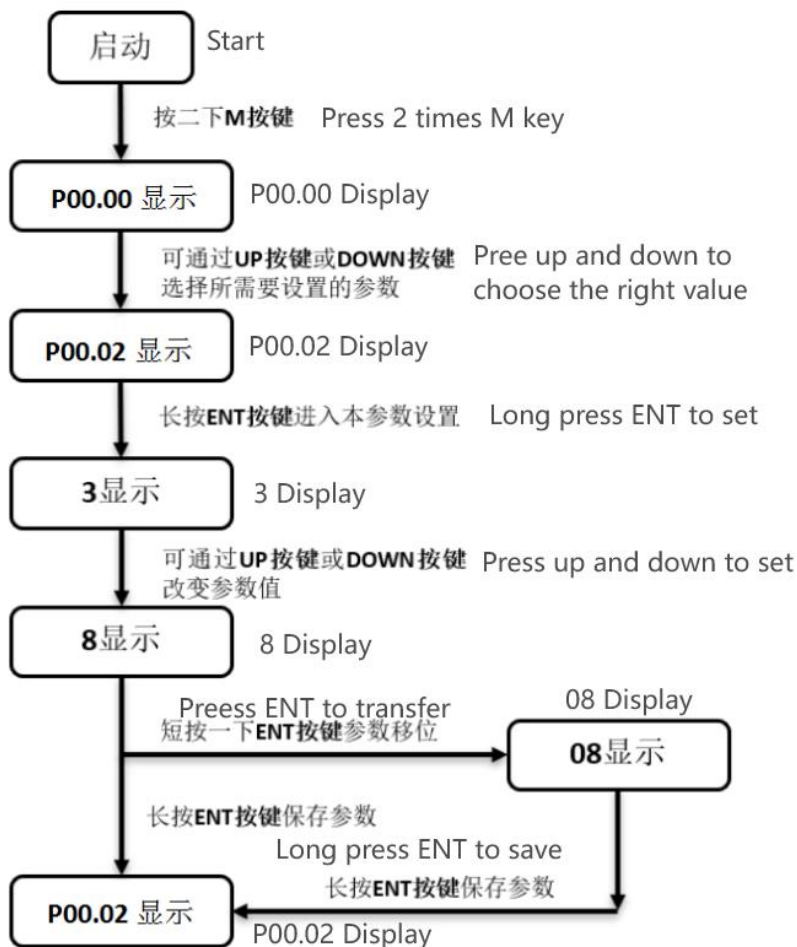 启动
Start
按二下M按键
Press 2 times M key
P00.00 显示
P00.00 Display
可通过UP按键或DOWN按键
选择所需要设置的参数
Pree up and down to
choose the right value
P00.02 显示
P00.02 Display
长按ENT按键进入本参数设置
Long press ENT to set
3显示
3 Display
可通过UP按键或DOWN按键
改变参数值
Press up and down to set
8显示
8 Display
Preess ENT to transfer
短按一下ENT按键参数移位
08 Display
08显示
长按ENT按键保存参数
Long press ENT to save
长按ENT按键保存参数
P00.02 显示
P00.02 Display